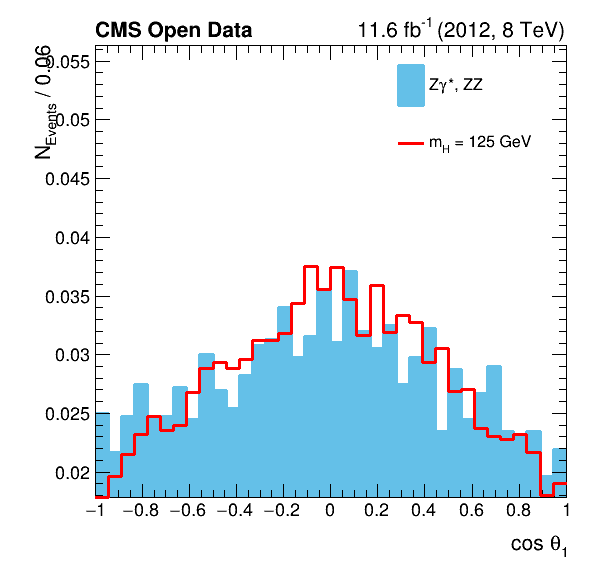 CMS Open Data
11.6 fb-1 (2012, 8 TeV)
NEvents / 0.06
0.055
0.05
0.045
0.04
0.035
0.03
0.025
0.02
Zγ*, ZZ
mH = 125 GeV
−1 −0.8 −0.6 −0.4 −0.2 0 0.2 0.4 0.6 0.8 1
cos θ1